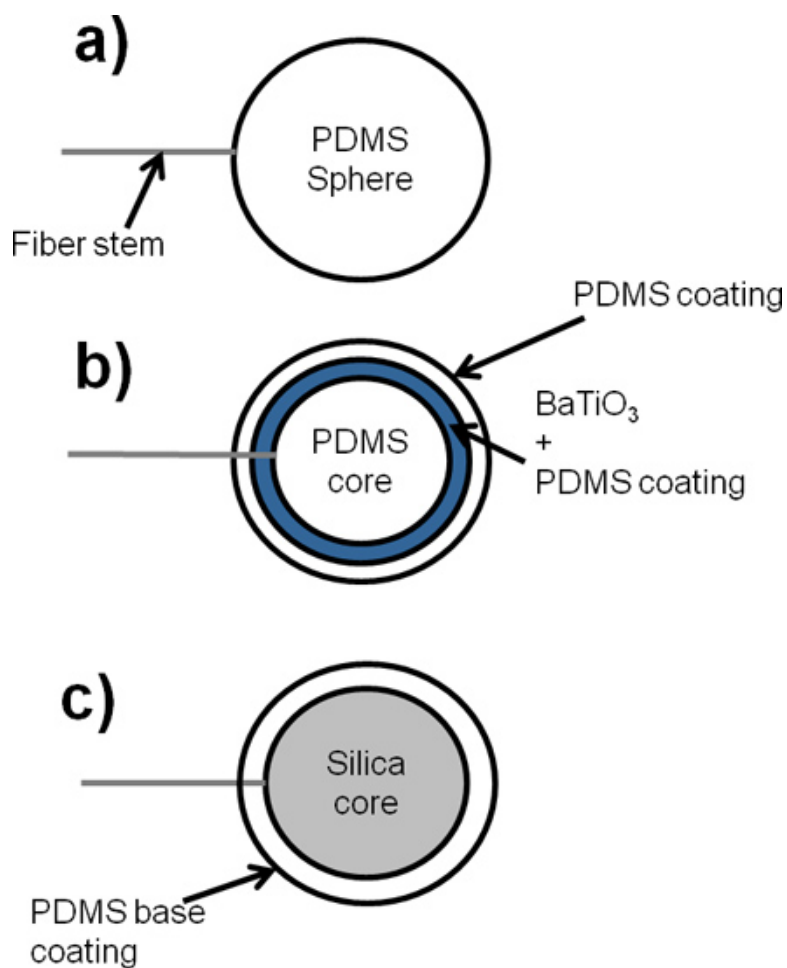 a)
PDMS
Sphere
Fiber stem
b)
PDMS coating
PDMS
core
BaTiO₃
+
PDMS coating
c)
Silica
core
PDMS base
coating